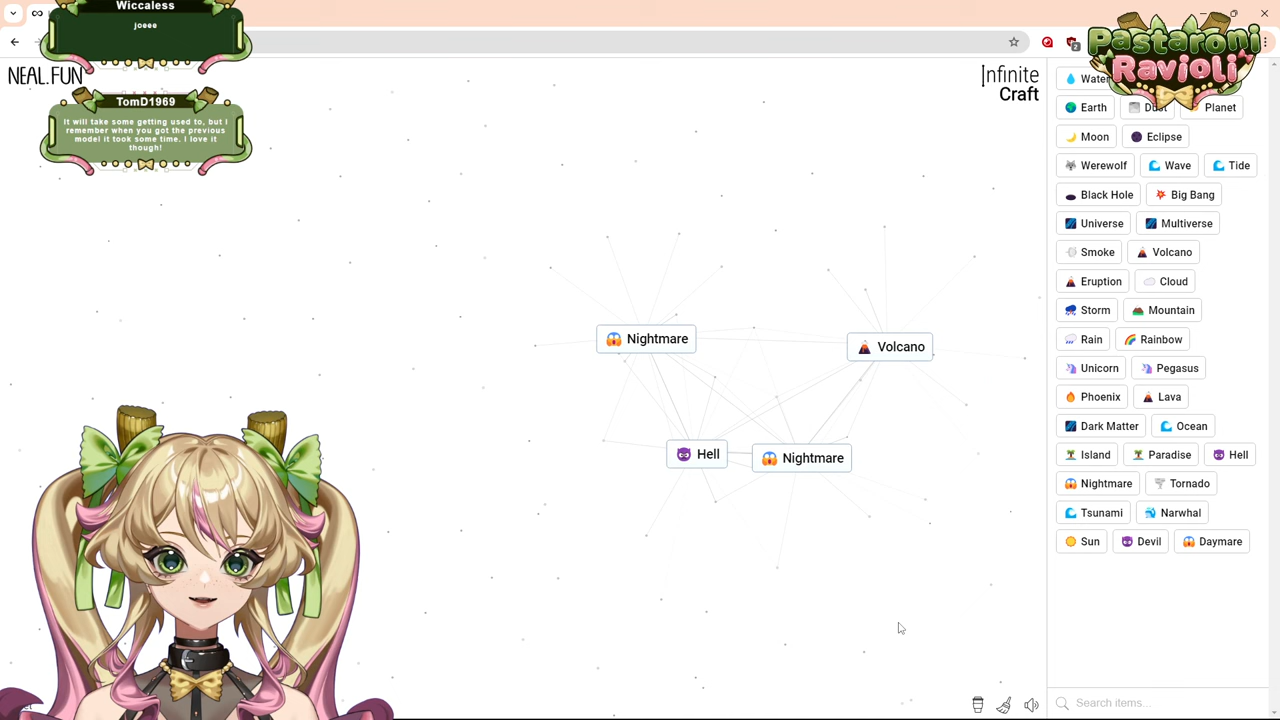 Wiccaless
joeee
NEAL.FUN
TomD1969
It will take some getting used to, but I
remember when you got the previous
model it took some time. I love it
though!
Infinite
Craft
Pastaroni
Ravioli
2
Water
Earth
Dust
Planet
Moon
Eclipse
Werewolf
Wave
Tide
Black Hole
Big Bang
Universe
Multiverse
Smoke
Volcano
Eruption
Cloud
Storm
Mountain
Rain
Rainbow
Unicorn
Pegasus
Phoenix
Lava
Dark Matter
Ocean
Island
Paradise
Hell
Nightmare
Tornado
Tsunami
Narwhal
Sun
Devil
Daymare
Nightmare
Volcano
Hell
Nightmare
Search items...